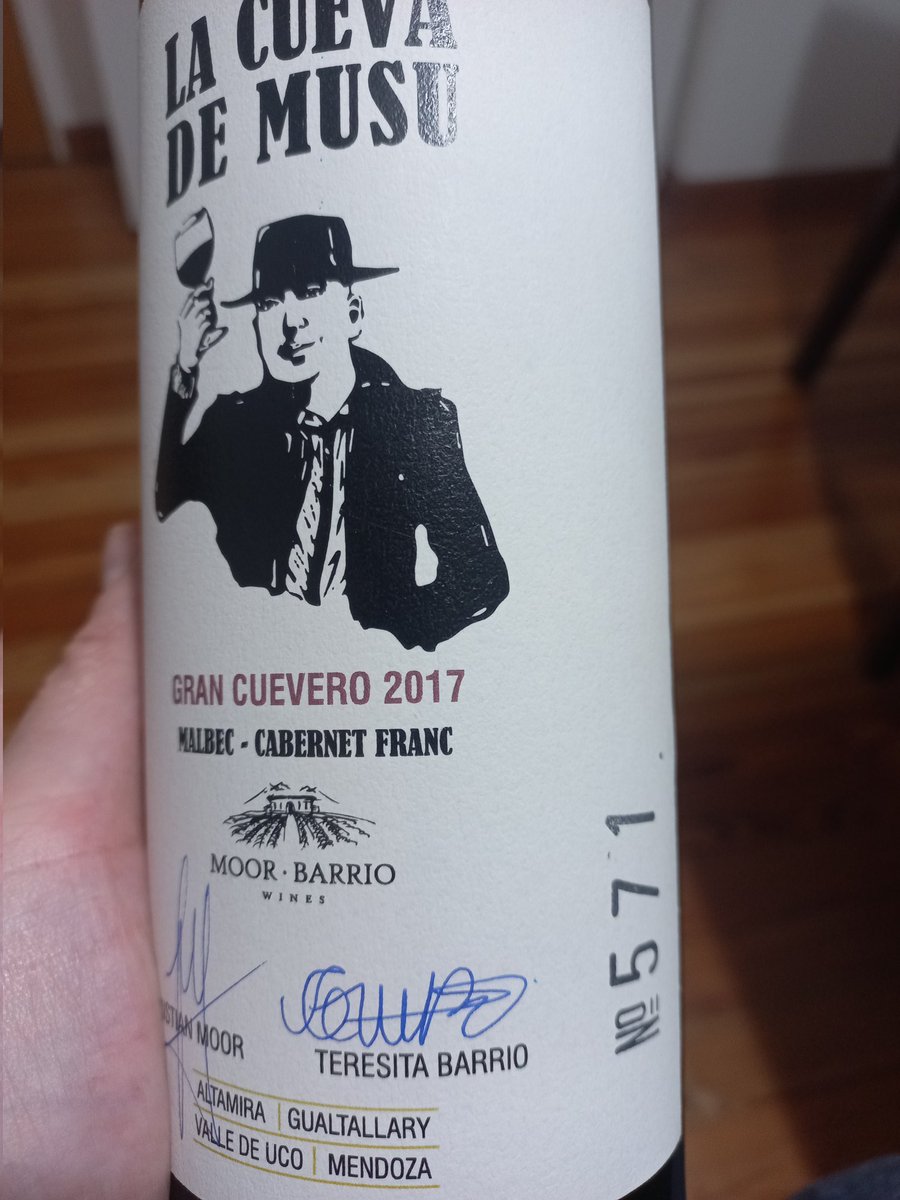 LA CUEVA
DE MUSU
GRAN CUEVERO 2017
MALBEC - CABERNET FRANC
MOOR · BARRIO
WINES
MOOR
TERESITA BARRIO
ALTAMIRA | GUALTALLARY
VALLE DE UCO | MENDOZA
Nº 571